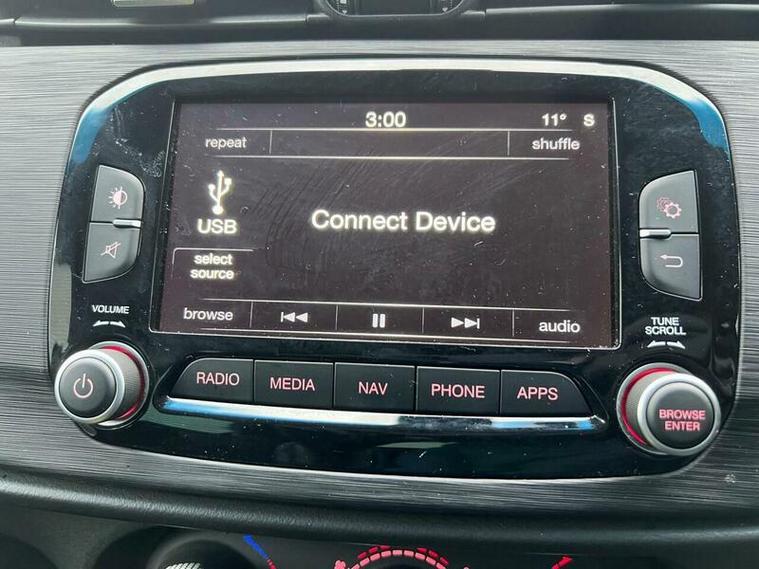 3:00 11° S
repeat shuffle
USB
Connect Device
select
source
browse audio
VOLUME
TUNE
SCROLL
RADIO MEDIA NAV PHONE APPS
BROWSE
ENTER